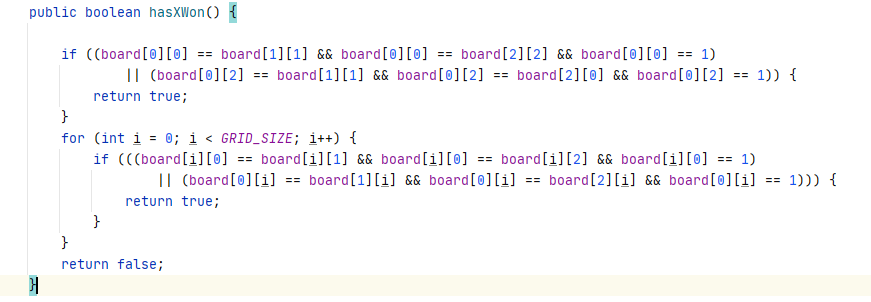 public boolean hasXWon() {
if ((board[0][0] == board[1][1] && board[0][0] == board[2][2] && board[0][0] == 1)
|| (board[0][2] == board[1][1] && board[0][2] == board[2][0] && board[0][2] == 1)) {
return true;
}
for (int i = 0; i < GRID_SIZE; i++) {
if (((board[i][0] == board[i][1] && board[i][0] == board[i][2] && board[i][0] == 1)
|| (board[0][i] == board[1][i] && board[0][i] == board[2][i] && board[0][i] == 1))) {
return true;
}
}
return false;
}